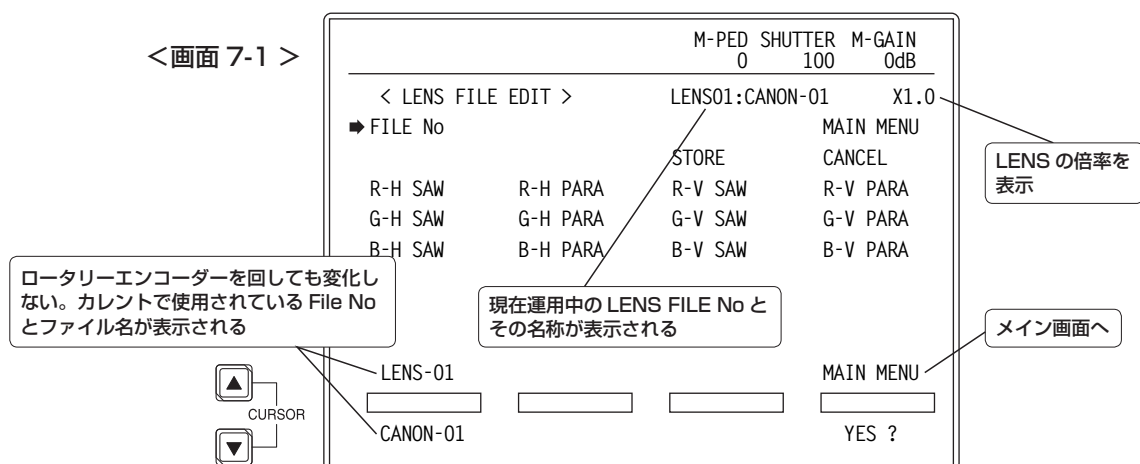 ＜画面 7-1 ＞
M-PED SHUTTER M-GAIN
0 100 0dB
< LENS FILE EDIT > LENS01:CANON-01 X1.0
➡FILE No MAIN MENU
STORE CANCEL
R-H SAW R-H PARA R-V SAW R-V PARA
G-H SAW G-H PARA G-V SAW G-V PARA
B-H SAW B-H PARA B-V SAW B-V PARA
LENS の倍率を
表示
ロータリーエンコーダーを回しても変化し
ない。カレントで使用されている File No
とファイル名が表示される
現在運用中の LENS FILE No と
その名称が表示される
メイン画面へ
LENS-01 MAIN MENU
▲
CURSOR
▼
CANON-01 YES ?